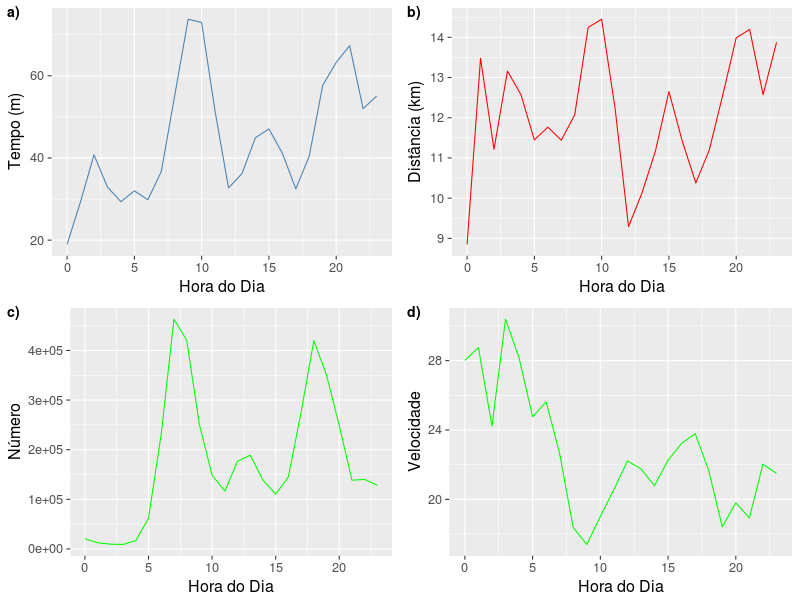 a)
Tempo (m)
60
40
20
0 5 10 15 20
Hora do Dia
b)
Distância (km)
14
13
12
11
10
9
0 5 10 15 20
Hora do Dia
c)
Número
4e+05
3e+05
2e+05
1e+05
0e+00
0 5 10 15 20
Hora do Dia
d)
Velocidade
28
24
20
0 5 10 15 20
Hora do Dia